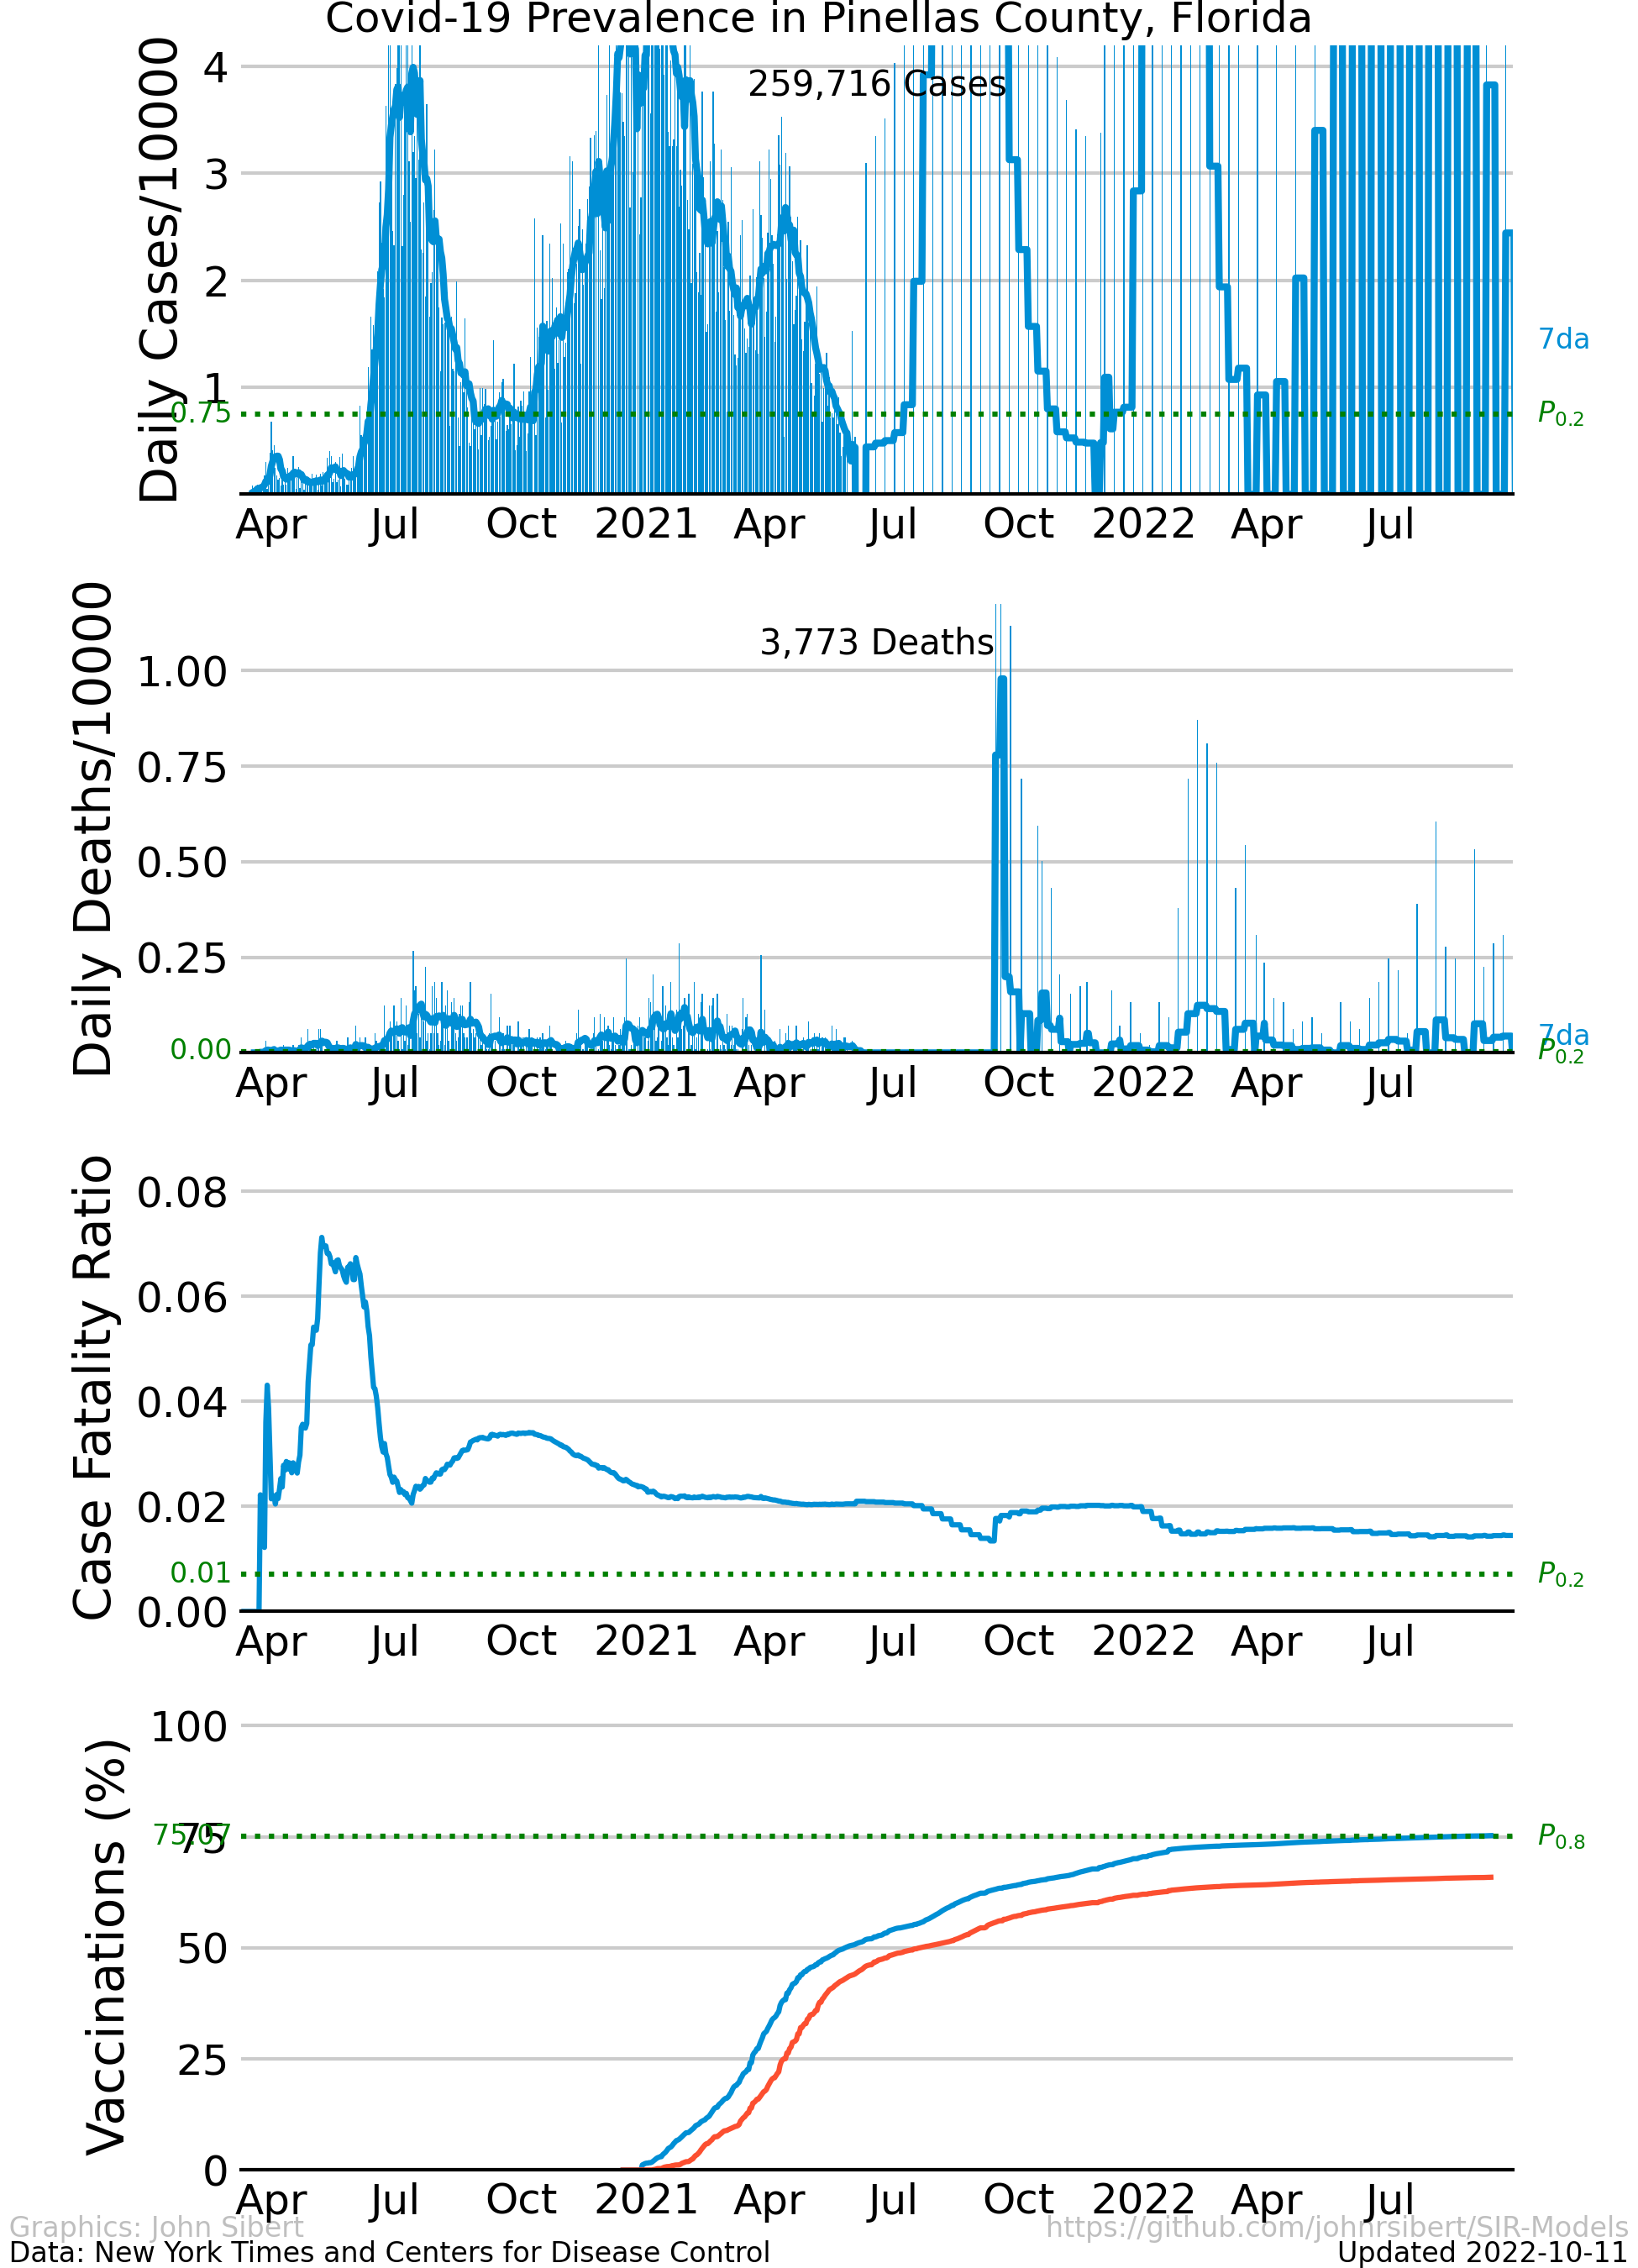 Covid-19 Prevalence in Pinellas County, Florida
Daily Cases/10000
4
3
2
1
0.75
259,716 Cases
7da
P0.2
Apr Jul Oct 2021 Apr Jul Oct 2022 Apr Jul
Daily Deaths/10000
1.00
0.75
0.50
0.25
0.00
3,773 Deaths
7da
P0.2
Apr Jul Oct 2021 Apr Jul Oct 2022 Apr Jul
Case Fatality Ratio
0.08
0.06
0.04
0.02
0.01
0.00
P0.2
Apr Jul Oct 2021 Apr Jul Oct 2022 Apr Jul
Vaccinations (%)
100
75
75.07
50
25
0
P0.8
Apr Jul Oct 2021 Apr Jul Oct 2022 Apr Jul
Graphics: John Sibert https://github.com/johnrsibert/SIR-Models
Data: New York Times and Centers for Disease Control Updated 2022-10-11